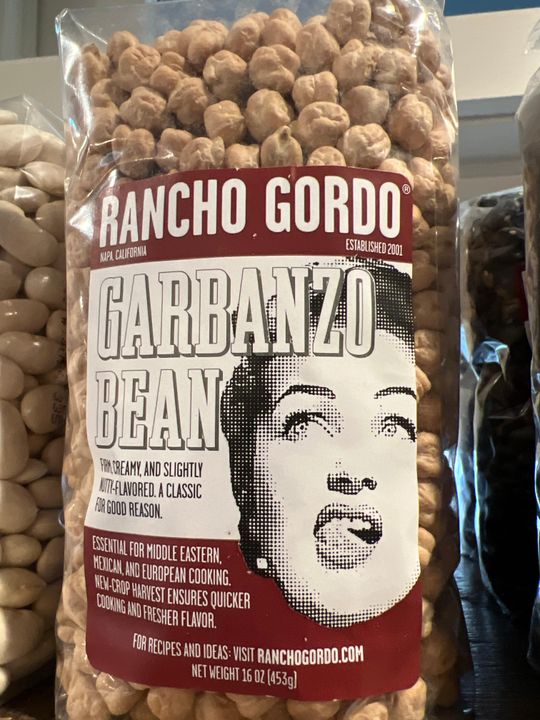 RANCHO GORDO®
NAPA, CALIFORNIA ESTABLISHED 2001
GARBANZO
BEAN
FIRM, CREAMY, AND SLIGHTLY
NUTTY-FLAVORED. A CLASSIC
FOR GOOD REASON.
ESSENTIAL FOR MIDDLE EASTERN,
MEXICAN, AND EUROPEAN COOKING.
NEW-CROP HARVEST ENSURES QUICKER
COOKING AND FRESHER FLAVOR.
FOR RECIPES AND IDEAS: VISIT RANCHOGORDO.COM
NET WEIGHT 16 OZ (453g)